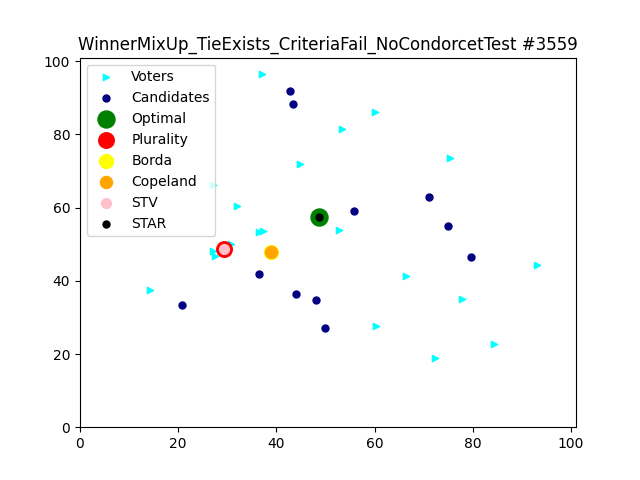 WinnerMixUp_TieExists_CriteriaFail_NoCondorcetTest #3559
100
80
60
40
20
0
0
20
40
60
80
100
Voters
Candidates
Optimal
Plurality
Borda
Copeland
STV
STAR